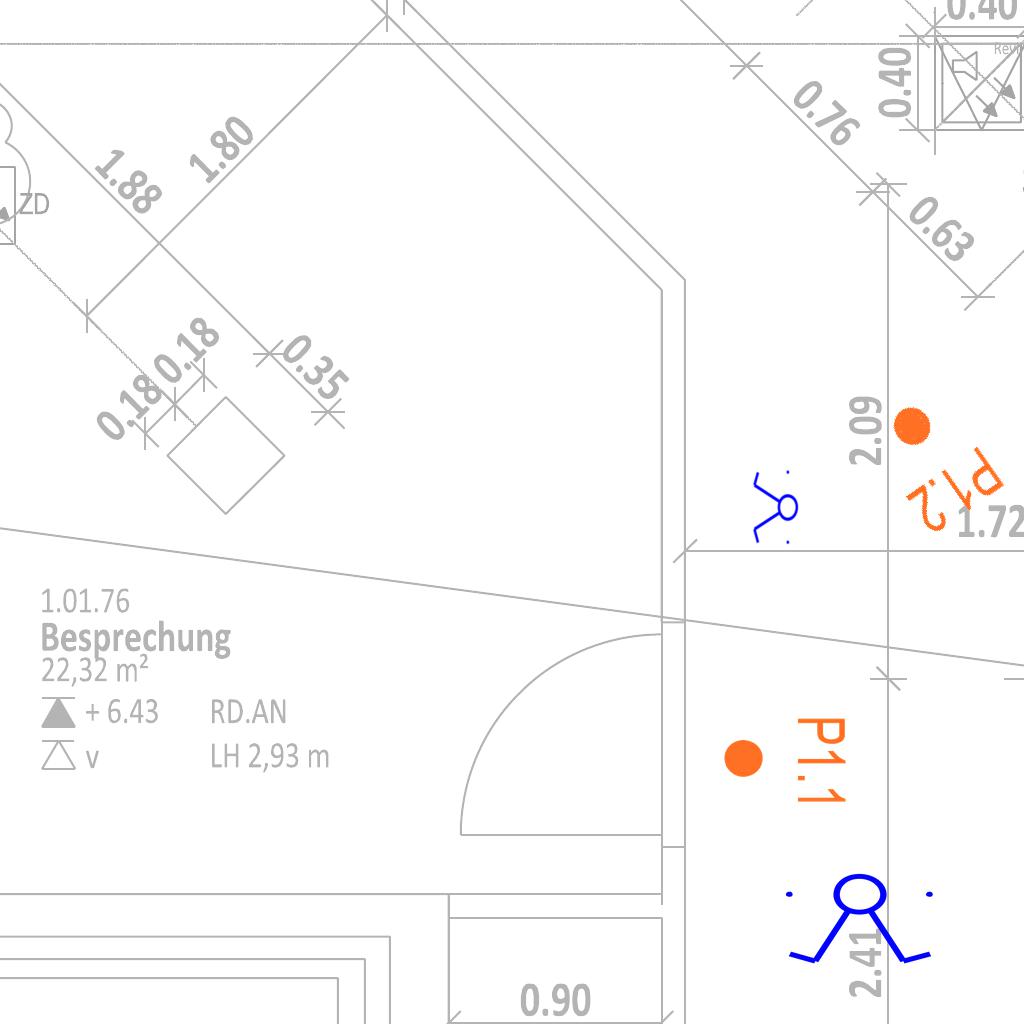 0.40
0.40
0.76
1.80
1.88
ZD
0.63
0.18
0.18
0.35
2.09
P1.2
1.72
1.01.76
Besprechung
22,32 m²
+ 6.43 RD.AN
v LH 2,93 m
P1.1
2.41
0.90